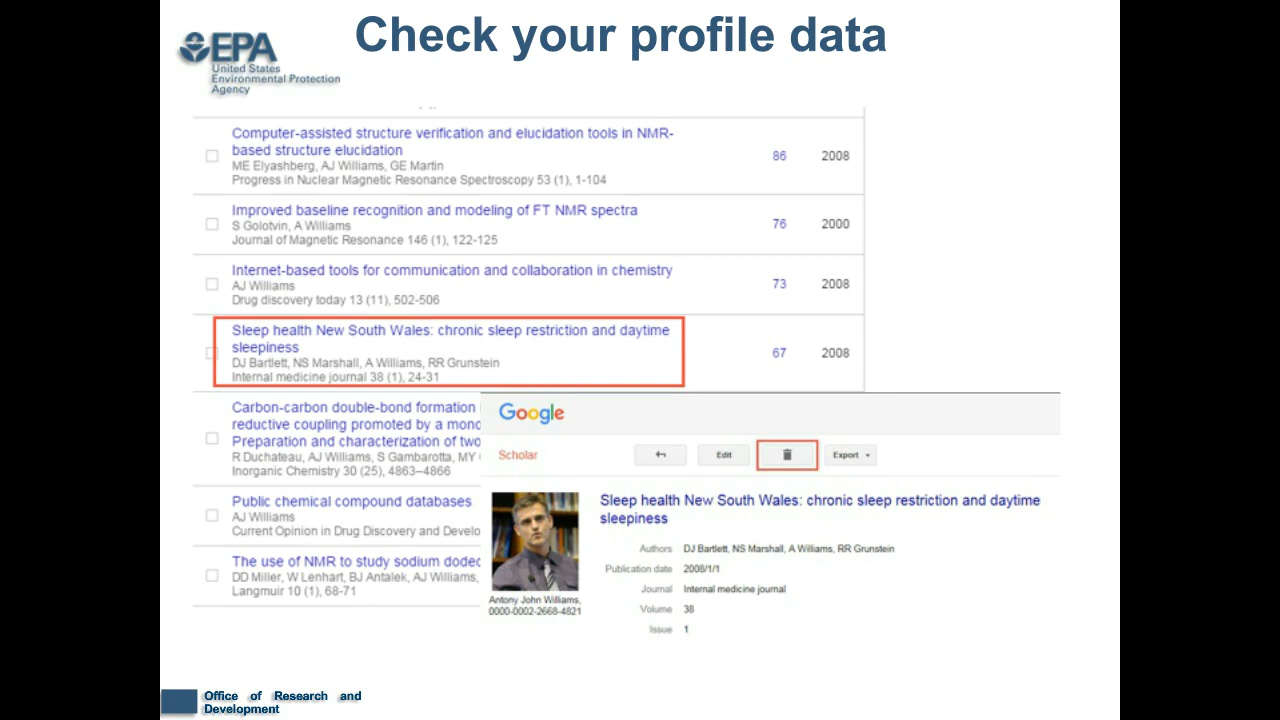 Check your profile data
EPA
United States
Environmental Protection
Agency
Computer-assisted structure verification and elucidation tools in NMR-
based structure elucidation
ME Elyashberg, AJ Williams, GE Martin
Progress in Nuclear Magnetic Resonance Spectroscopy 53 (1), 1-104
86 2008
Improved baseline recognition and modeling of FT NMR spectra
S Golotvin, A Williams
Journal of Magnetic Resonance 146 (1), 122-125
76 2000
Internet-based tools for communication and collaboration in chemistry
AJ Williams
Drug discovery today 13 (11), 502-506
73 2008
Sleep health New South Wales: chronic sleep restriction and daytime
sleepiness
DJ Bartlett, NS Marshall, A Williams, RR Grunstein
Internal medicine journal 38 (1), 24-31
67 2008
Carbon-carbon double-bond formation
reductive coupling promoted by a mono
Preparation and characterization of two
R Duchateau, AJ Williams, S Gambarotta, MY
Inorganic Chemistry 30 (25), 4863–4866
Public chemical compound databases
AJ Williams
Current Opinion in Drug Discovery and Develo
The use of NMR to study sodium dodec
DD Miller, W Lenhart, BJ Antalek, AJ Williams,
Langmuir 10 (1), 68-71
Google
Scholar
Edit
Export
Sleep health New South Wales: chronic sleep restriction and daytime
sleepiness
Authors DJ Bartlett, NS Marshall, A Williams, RR Grunstein
Publication date 2008/1/1
Journal Internal medicine journal
Volume 38
Issue 1
Antony John Williams,
0000-0002-2668-4821
Office of Research and
Development